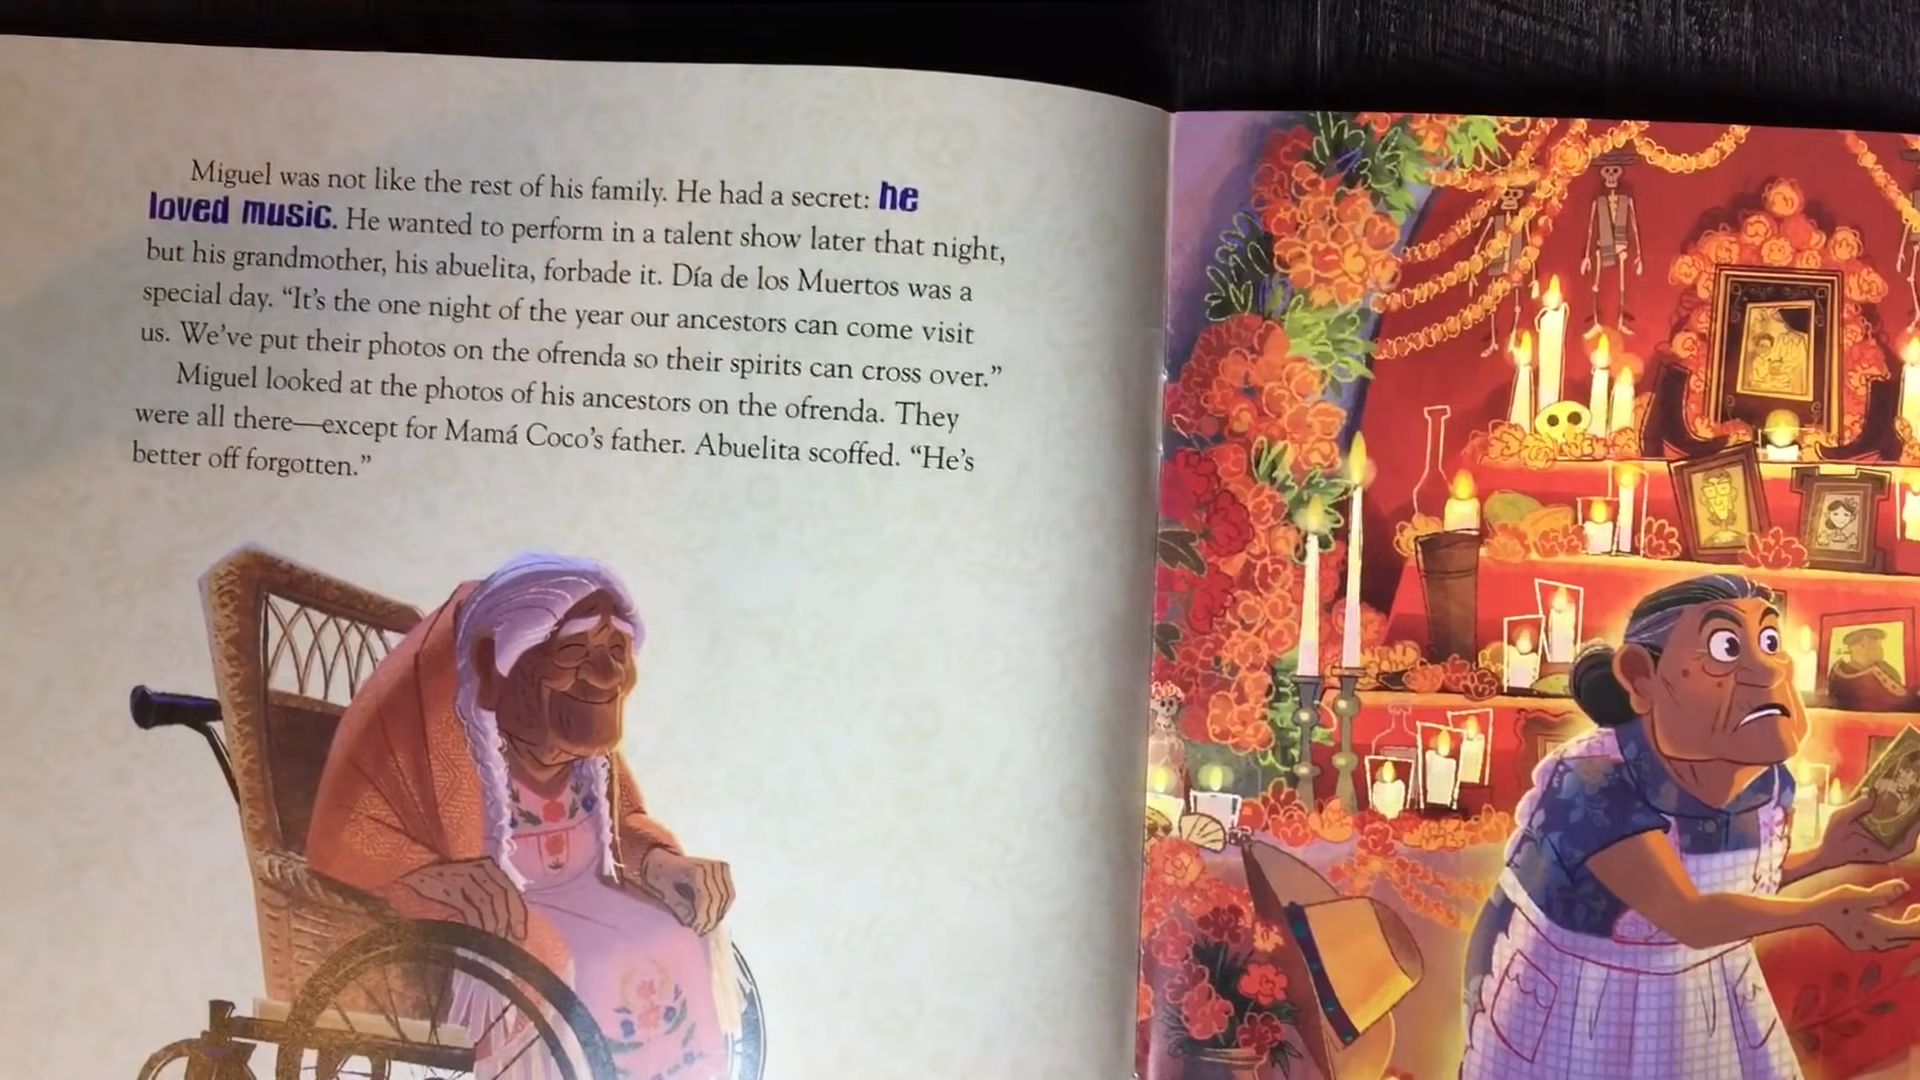 Miguel was not like the rest of his family. He had a secret: he
loved music. He wanted to perform in a talent show later that night,
but his grandmother, his abuelita, forbade it. Día de los Muertos was a
special day. “It’s the one night of the year our ancestors can come visit
us. We’ve put their photos on the ofrenda so their spirits can cross over.”
Miguel looked at the photos of his ancestors on the ofrenda. They
were all there—except for Mamá Coco’s father. Abuelita scoffed. “He’s
better off forgotten.”